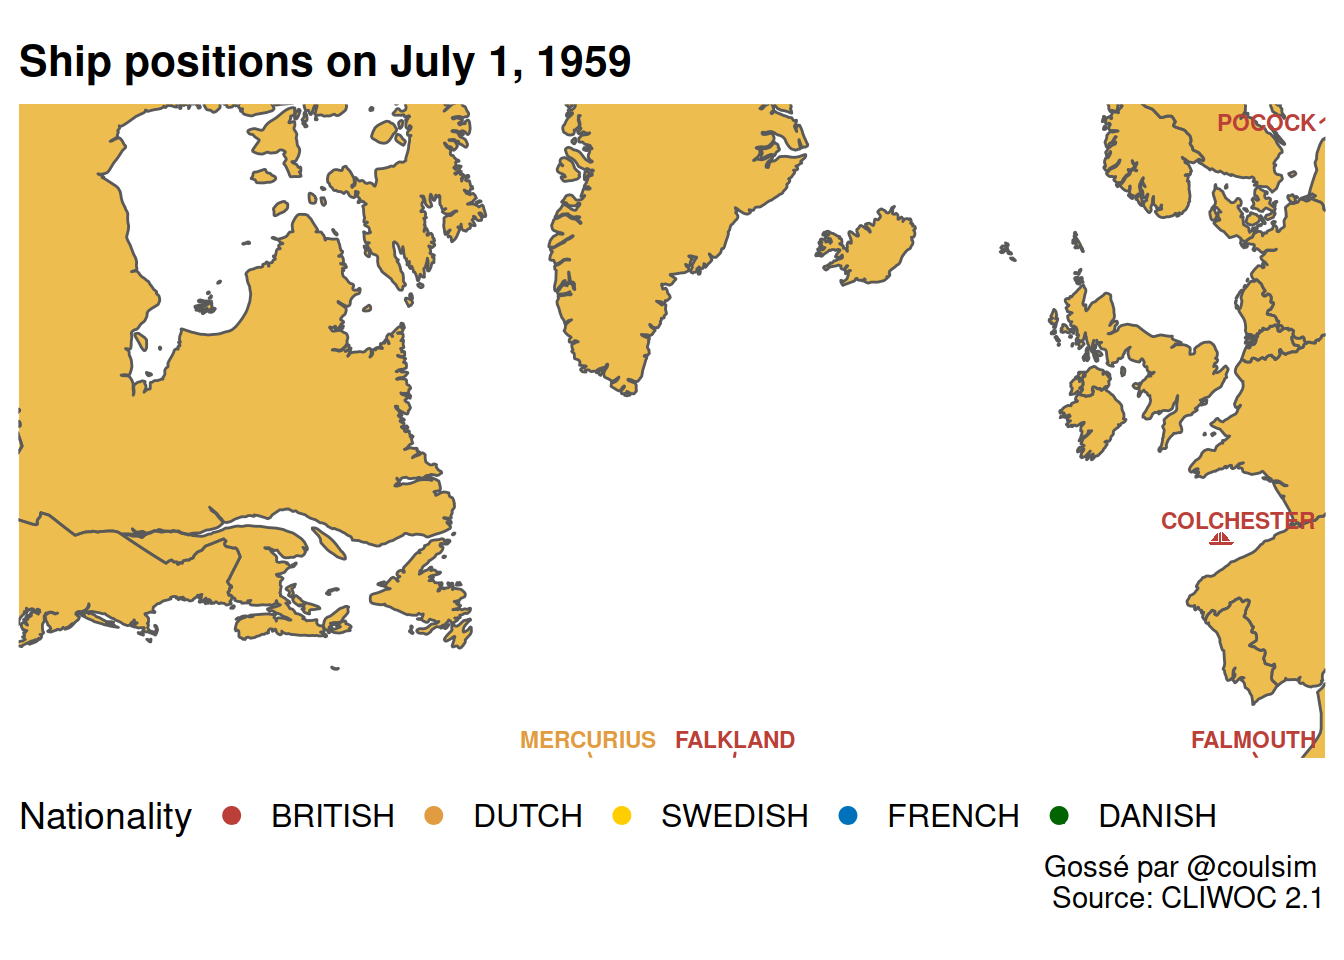 Ship positions on July 1, 1959
POCOCK
COLCHESTER
MERCURIUS FALKLAND FALMOUTH
Nationality BRITISH DUTCH SWEDISH FRENCH DANISH
Gossé par @coulsim
Source: CLIWOC 2.1